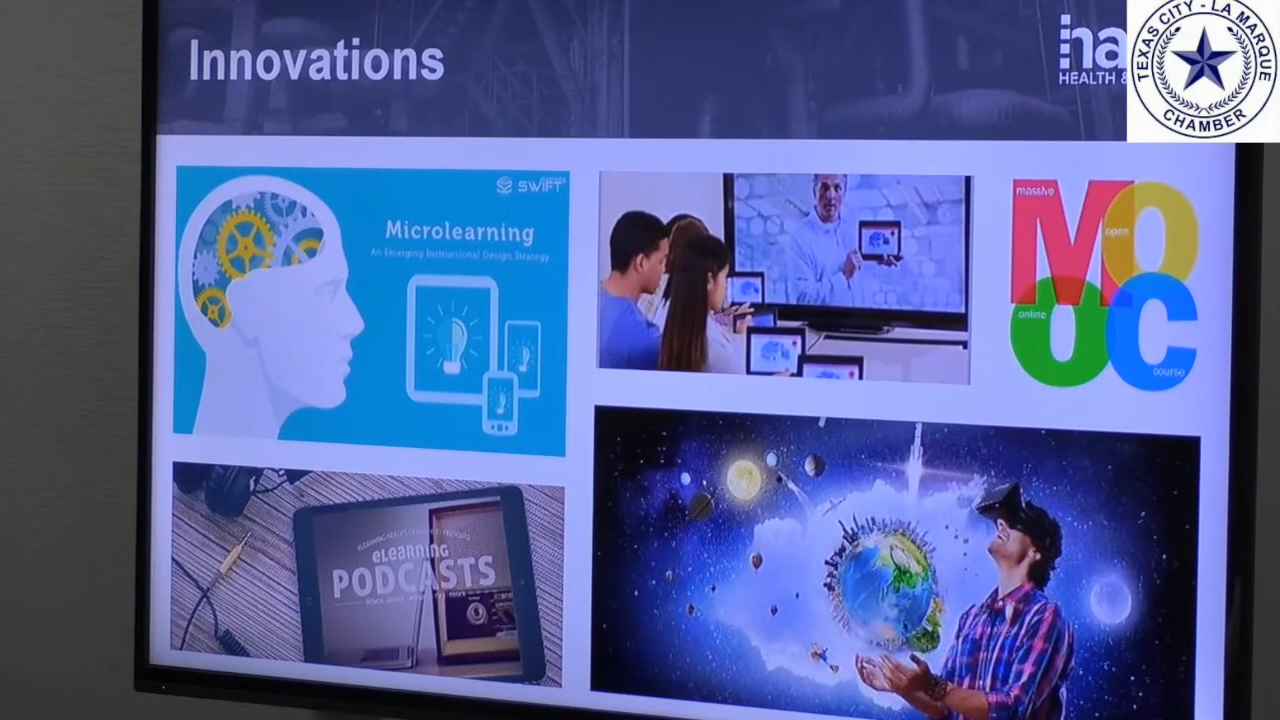 Innovations
ha
HEALTH &
TEXAS CITY - LA MARQUE
CHAMBER
SWIFT
Microlearning
An Emerging Instructional Design Strategy
massive
M
O
open
online
O
C
course
eLearning
PODCASTS